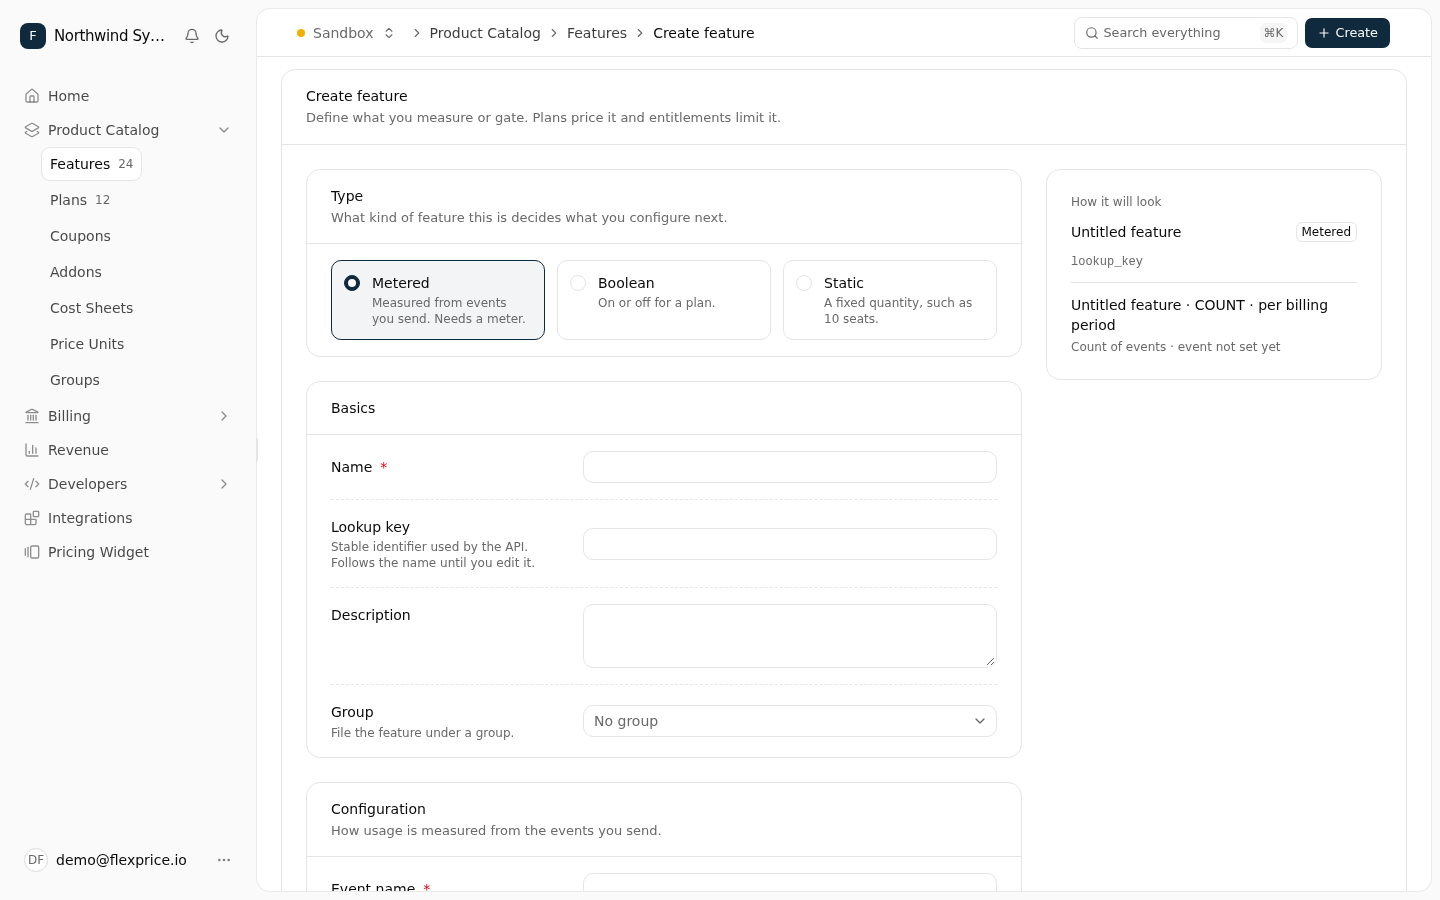 F
Northwind Sy...
Home
Product Catalog
Features 24
Plans 12
Coupons
Addons
Cost Sheets
Price Units
Groups
Billing
Revenue
Developers
Integrations
Pricing Widget
DF
demo@flexprice.io
Sandbox
Product Catalog
Features
Create feature
Search everything ⌘K
Create
Create feature
Define what you measure or gate. Plans price it and entitlements limit it.
Type
What kind of feature this is decides what you configure next.
Metered
Measured from events
you send. Needs a meter.
Boolean
On or off for a plan.
Static
A fixed quantity, such as
10 seats.
Basics
Name *
Lookup key
Stable identifier used by the API.
Follows the name until you edit it.
Description
Group
File the feature under a group.
No group
Configuration
How usage is measured from the events you send.
Event name *
How it will look
Untitled feature
Metered
lookup_key
Untitled feature · COUNT · per billing
period
Count of events · event not set yet